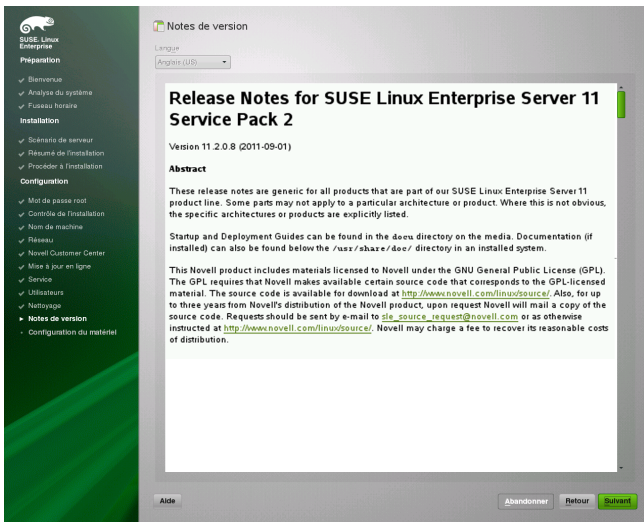 SUSE. Linux
Enterprise
Préparation
Bienvenue
Analyse du système
Fuseau horaire
Installation
Scénario de serveur
Résumé de l'installation
Procéder à l'installation
Configuration
Mot de passe root
Contrôle de l'installation
Nom de machine
Réseau
Novell Customer Center
Mise à jour en ligne
Service
Utilisateurs
Nettoyage
Notes de version
Configuration du matériel
Notes de version
Langue
Anglais (US)
Release Notes for SUSE Linux Enterprise Server 11
Service Pack 2
Version 11.2.0.8 (2011-09-01)
Abstract
These release notes are generic for all products that are part of our SUSE Linux Enterprise Server 11
product line. Some parts may not apply to a particular architecture or product. Where this is not obvious,
the specific architectures or products are explicitly listed.
Startup and Deployment Guides can be found in the docu directory on the media. Documentation (if
installed) can also be found below the /usr/share/doc/ directory in an installed system.
This Novell product includes materials licensed to Novell under the GNU General Public License (GPL).
The GPL requires that Novell makes available certain source code that corresponds to the GPL-licensed
material. The source code is available for download at http://www.novell.com/linux/source/. Also, for up
to three years from Novell's distribution of the Novell product, upon request Novell will mail a copy of the
source code. Requests should be sent by e-mail to sle_source_request@novell.com or as otherwise
instructed at http://www.novell.com/linux/source/. Novell may charge a fee to recover its reasonable costs
of distribution.
Aide
Abandonner
Retour
Suivant